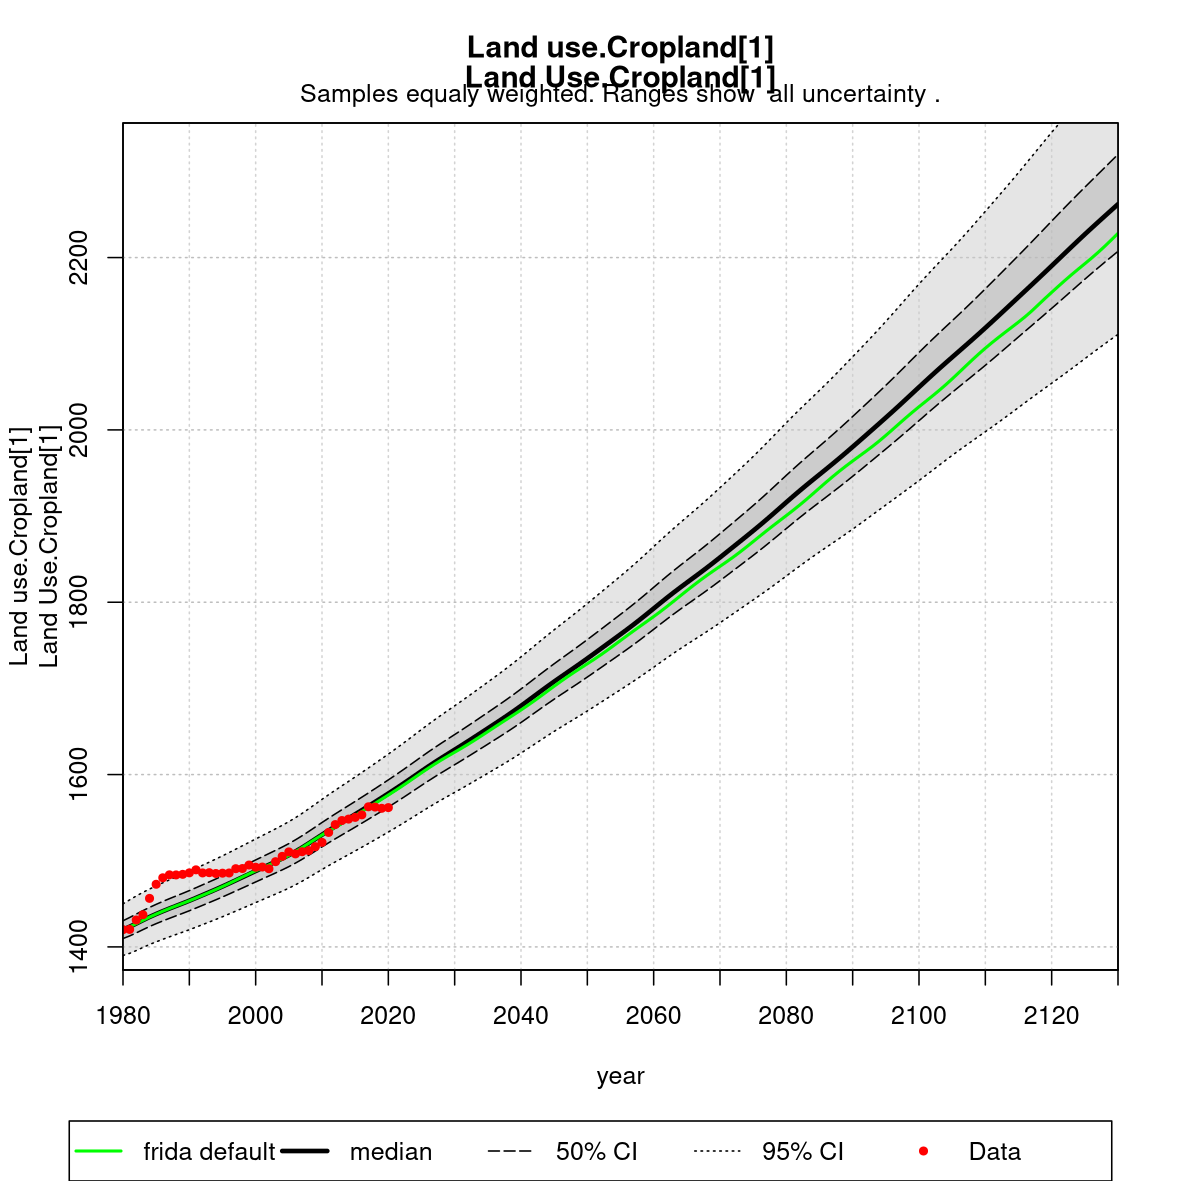 Land use.Cropland[1]
Land Use.Cropland[1]
Samples equaly weighted. Ranges show  all uncertainty .
Land use.Cropland[1]
Land Use.Cropland[1]
2200
2000
1800
1600
1400
1980 2000 2020 2040 2060 2080 2100 2120
year
frida default median 50% CI 95% CI Data